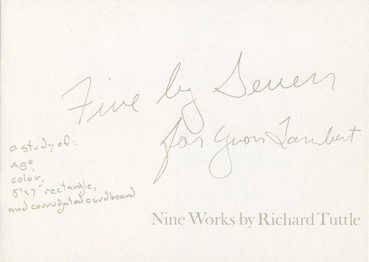 Five by Seven
for Yvon Lambert
a study of:
45°,
color,
5"x7" rectangle,
and corrugated cardboard
Nine Works by Richard Tuttle